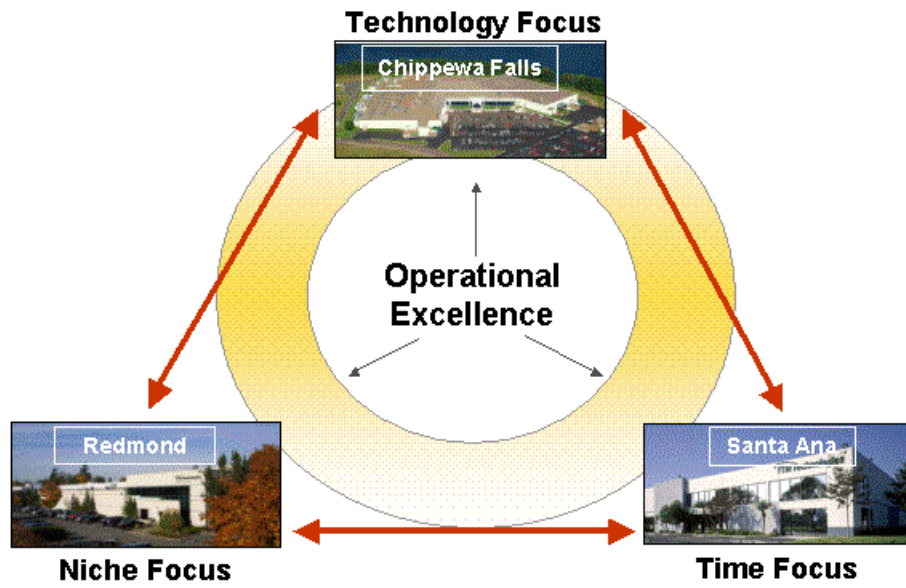 Technology Focus
Chippewa Falls
Operational
Excellence
Redmond
Santa Ana
Niche Focus
Time Focus